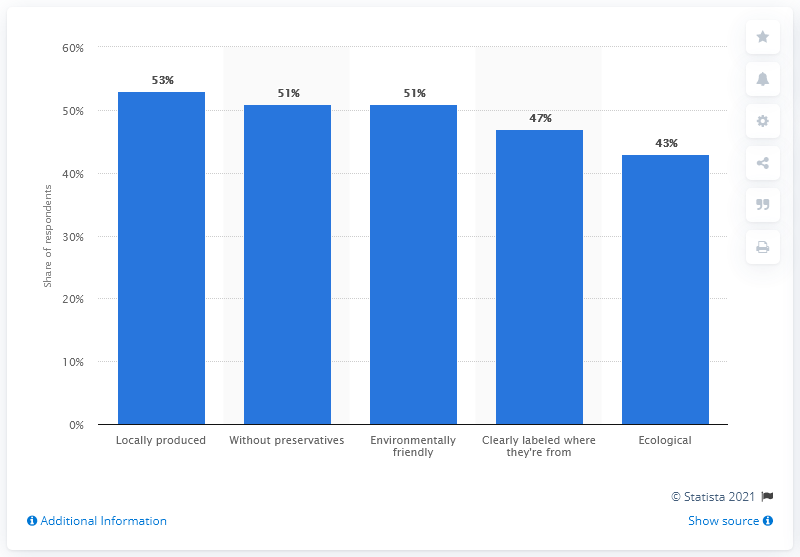 60%
50%
40%
30%
20%
10%
0%
Share of respondents
53%
51%
51%
47%
43%
Locally produced
Without preservatives
Environmentally
friendly
Clearly labeled where
they're from
Ecological
© Statista 2021
Additional Information
Show source